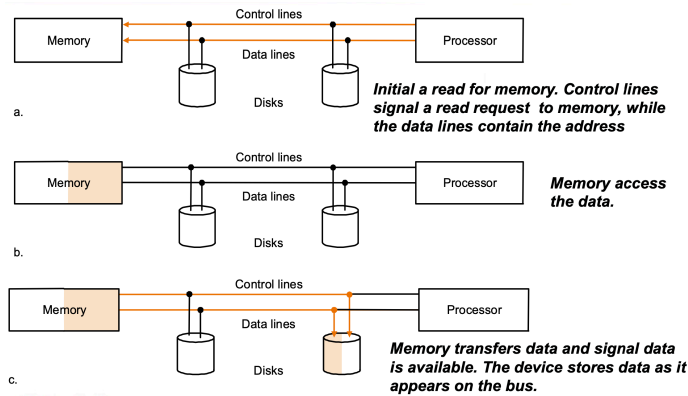 Control lines
Memory
Processor
Data lines
Disks
Initial a read for memory. Control lines
signal a read request to memory, while
the data lines contain the address
a.
Control lines
Memory
Processor
Data lines
Memory access
the data.
Disks
b.
Control lines
Memory
Processor
Data lines
Disks
Memory transfers data and signal data
is available. The device stores data as it
appears on the bus.
c.